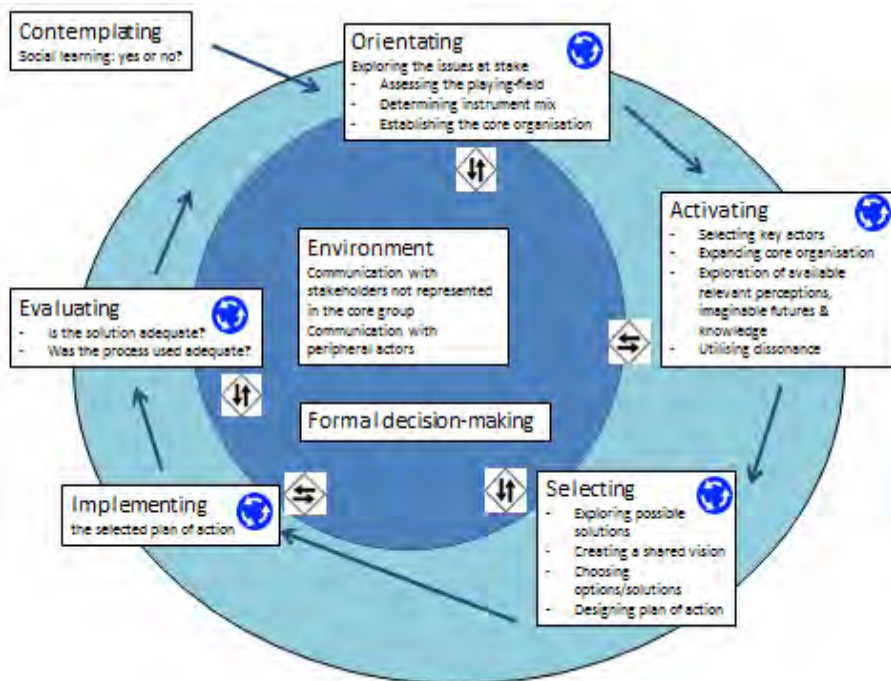 Contemplating
Social learning: yes or no?
Orientating
Exploring the issues at stake
- Assessing the playing-field
- Determining instrument mix
- Establishing the core organisation
Activating
- Selecting key actors
- Expanding core organisation
- Exploration of available
relevant perceptions,
imaginable futures &
knowledge
- Utilising dissonance
Environment
Communication with
stakeholders not represented
in the core group
Communication with
peripheral actors
Evaluating
- Is the solution adequate?
- Was the process used adequate?
Formal decision-making
Selecting
- Exploring possible
solutions
- Creating a shared vision
- Choosing
options/solutions
- Designing plan of action
Implementing
the selected plan of action